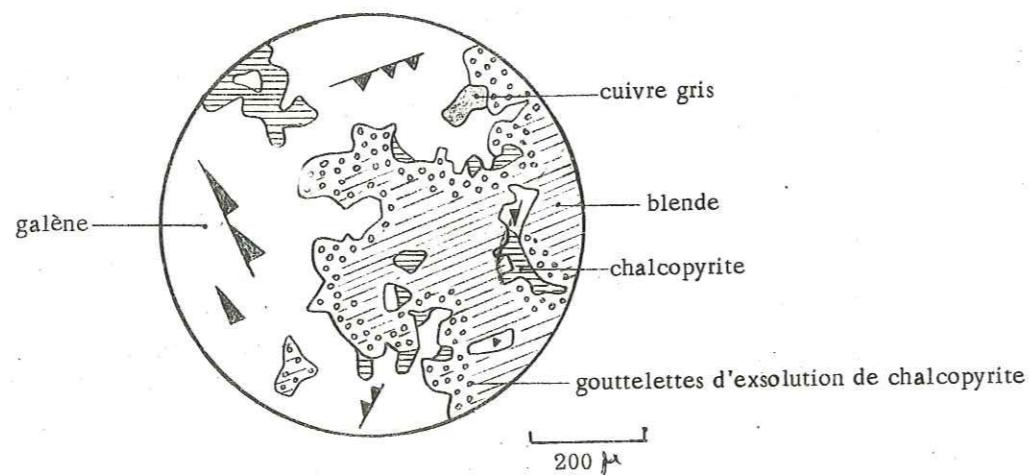 cuivre gris
blende
galène
chalcopyrite
gouttelettes d'exsolution de chalcopyrite
200 µ